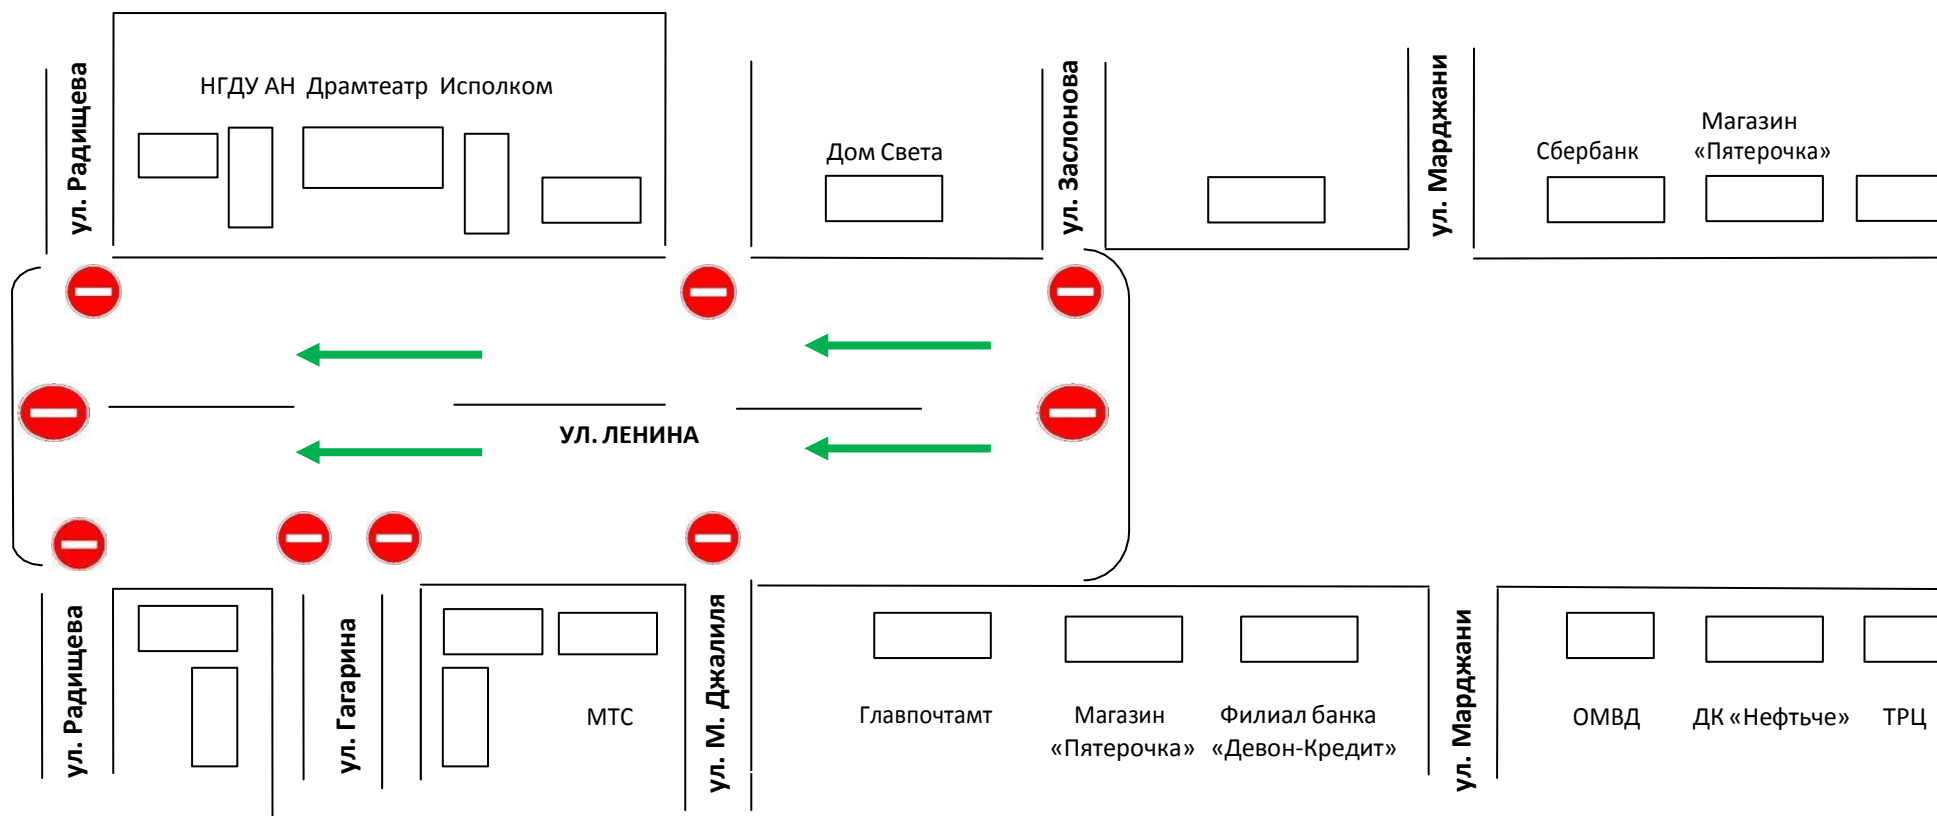 ул. Радищева
НГДУ АН Драмтеатр Исполком
Дом Света
ул. Заслонова
ул. Марджани
Сбербанк
Магазин
«Пятерочка»
УЛ. ЛЕНИНА
ул. Радищева
ул. Гагарина
МТС
ул. М. Джалиля
Главпочтамт
Магазин
«Пятерочка»
Филиал банка
«Девон-Кредит»
ул. Марджани
ОМВД
ДК «Нефтьче»
ТРЦ